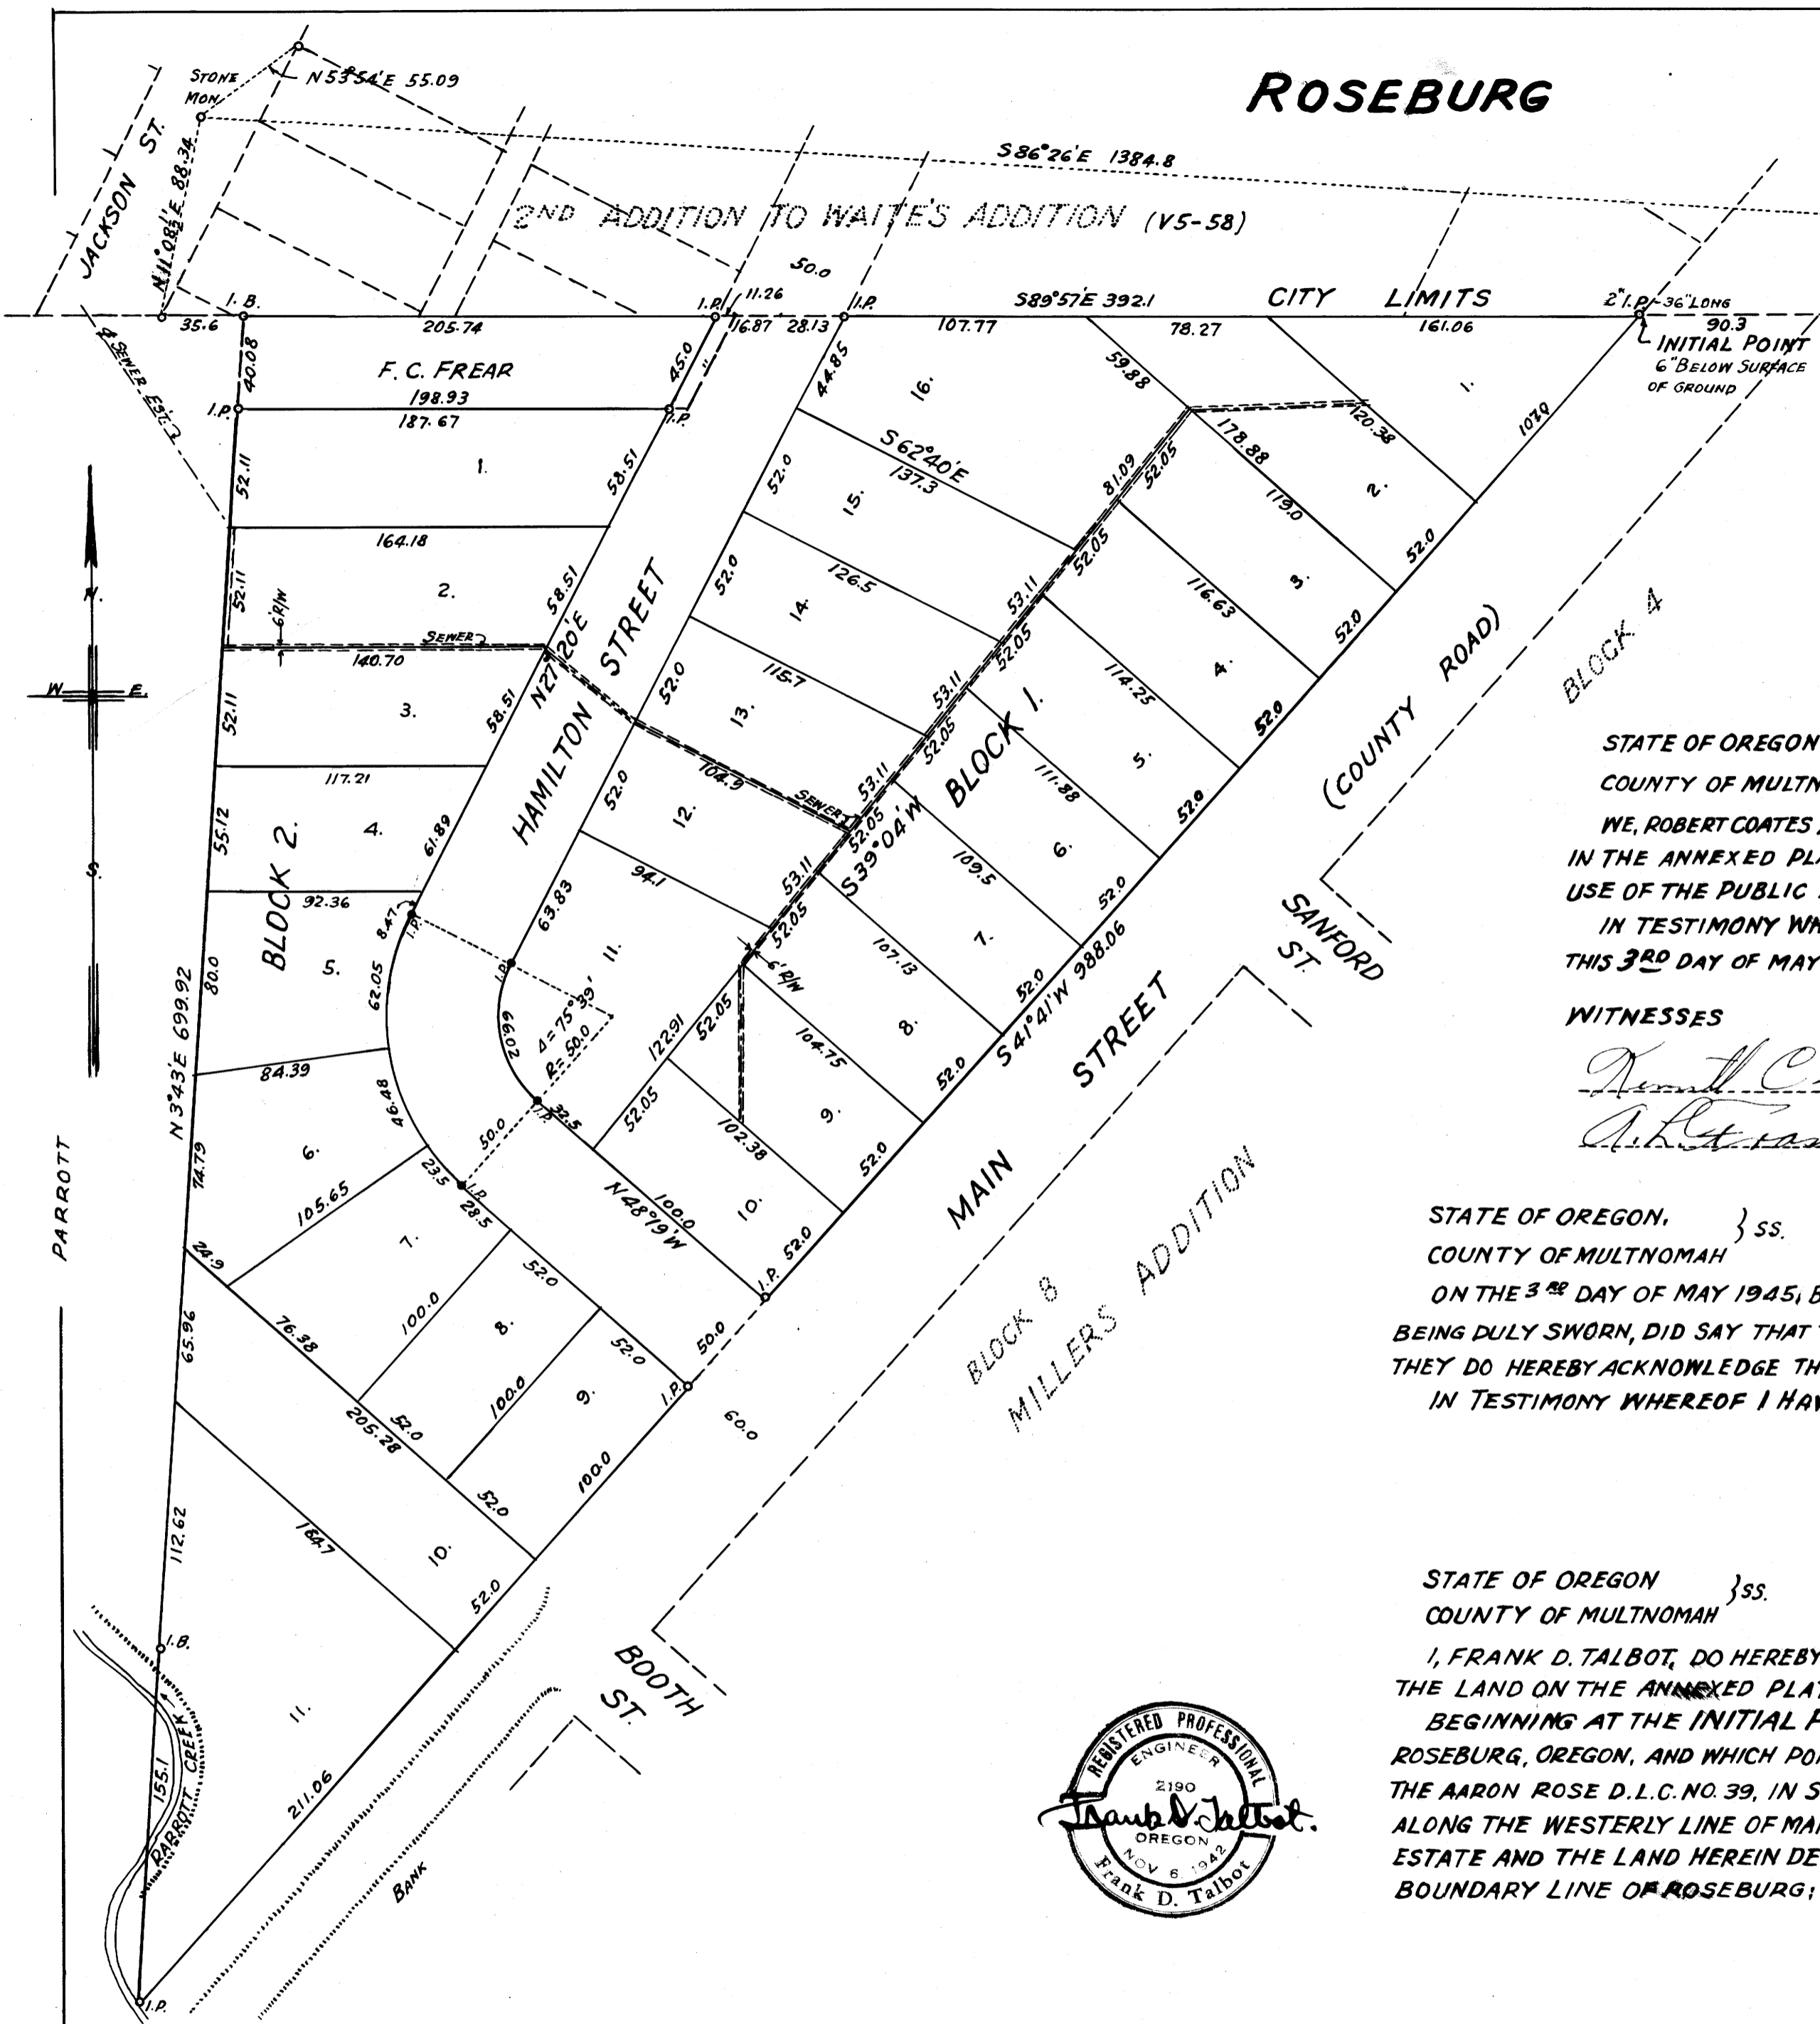 ROSEBURG
STONE
MON.
N53°54'E 55.09
JACKSON ST.
N11°08½'E 88.34
S86°26'E 1384.8
2ND ADDITION TO WAITE'S ADDITION (V5-58)
50.0
I.B.
I.P.
11.26
I.P.
S89°57'E 392.1
CITY LIMITS
2" I.P. 36" LONG
35.6
205.74
16.87
28.13
107.77
78.27
161.06
90.3
INITIAL POINT
6" BELOW SURFACE
OF GROUND
SEWER EST.
40.08
F. C. FREAR
198.93
45.0
I.P.
187.67
I.P.
44.85
16.
59.88
1.
120.38
107.0
52.11
1.
58.51
S62°40'E
137.3
52.0
15.
81.09
52.05
178.88
119.0
2.
52.0
164.18
52.11
2.
58.51
6' R/W
SEWER
140.70
N27°20'E
HAMILTON STREET
52.0
126.5
14.
53.11
52.05
116.63
3.
52.0
N.
W E.
S.
52.11
3.
58.51
52.0
115.7
13.
53.11
52.05
114.25
4.
52.0
117.21
55.12
4.
61.89
BLOCK 2.
52.0
104.9
SEWER
12.
53.11
52.05
S39°04'W
BLOCK 1.
111.88
5.
52.0
92.36
8.47
I.P.
80.0
5.
62.05
63.83
I.P.
11.
94.1
53.11
52.05
6' R/W
109.5
6.
52.0
N3°43'E 699.92
84.39
46.48
66.02
Δ=75°39'
R=50.0
122.91
52.05
107.13
7.
52.0
S41°41'W 988.06
74.79
6.
105.65
23.5
50.0
I.P.
32.5
52.05
104.75
8.
52.0
102.38
9.
52.0
I.P.
28.5
N48°19'W
100.0
10.
52.0
I.P.
24.9
7.
100.0
52.0
8.
76.38
65.96
100.0
52.0
9.
52.0
205.28
52.0
50.0
I.P.
60.0
100.0
112.62
164.7
10.
52.0
I.B.
11.
155.1
PARROTT CREEK
211.06
BANK
I.P.
PARROTT
MAIN STREET
(COUNTY ROAD)
SANFORD
ST.
BOOTH
ST.
BLOCK 4
BLOCK 8
MILLERS ADDITION
STATE OF OREGON
COUNTY OF MULTN
WE, ROBERT COATES
IN THE ANNEXED PL
USE OF THE PUBLIC
IN TESTIMONY WH
THIS 3RD DAY OF MAY
WITNESSES
STATE OF OREGON.
} SS.
COUNTY OF MULTNOMAH
ON THE 3RD DAY OF MAY 1945, B
BEING DULY SWORN, DID SAY THAT
THEY DO HEREBY ACKNOWLEDGE TH
IN TESTIMONY WHEREOF I HAV
STATE OF OREGON
} SS.
COUNTY OF MULTNOMAH
I, FRANK D. TALBOT, DO HEREBY
THE LAND ON THE ANNEXED PLAT
BEGINNING AT THE INITIAL P
ROSEBURG, OREGON, AND WHICH PO
THE AARON ROSE D.L.C. NO. 39, IN S
ALONG THE WESTERLY LINE OF MA
ESTATE AND THE LAND HEREIN DE
BOUNDARY LINE OF ROSEBURG;
REGISTERED PROFESSIONAL
ENGINEER
2190
Frank D. Talbot.
OREGON
NOV 6 1942
Frank D. Talbot